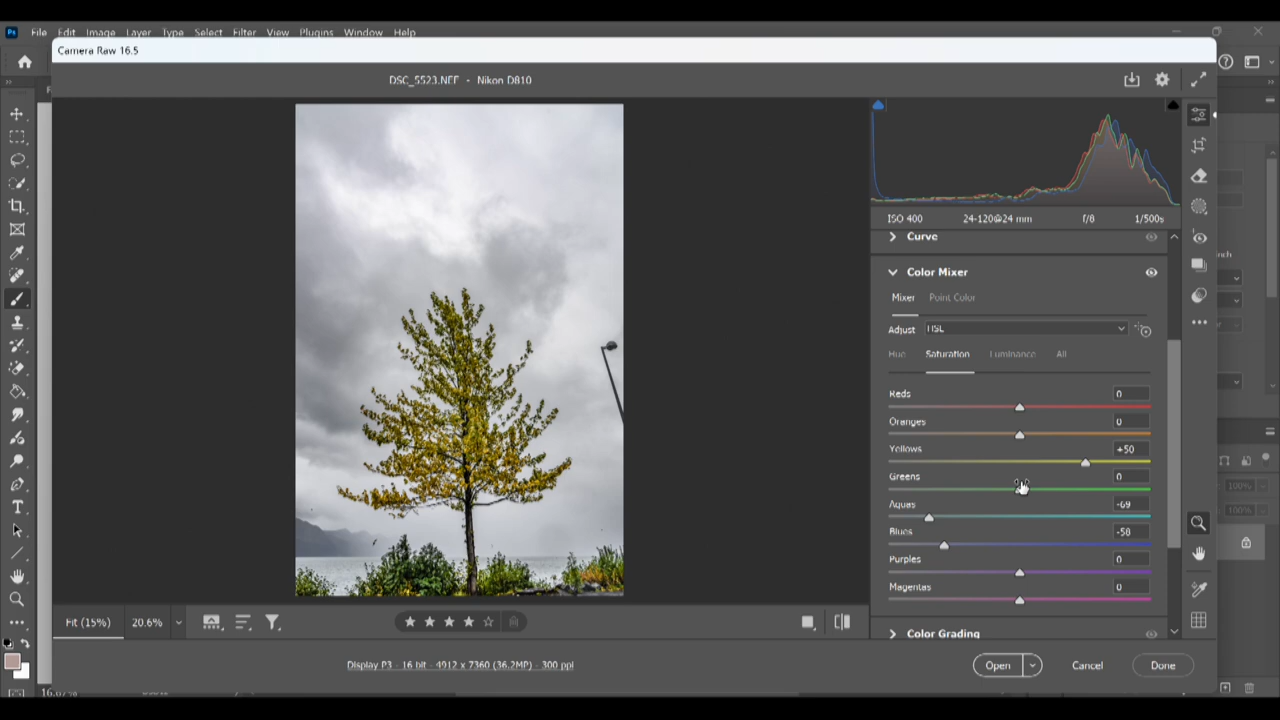 Ps File Edit Image Layer Type Select Filter View Plugins Window Help
Camera Raw 16.5
DSC_5523.NEF - Nikon D810
ISO 400 24-120@24 mm f/8 1/500s
Curve
Color Mixer
Mixer Point Color
Adjust HSL
Hue Saturation Luminance All
Reds 0
Oranges 0
Yellows +50
Greens 0
Aquas -69
Blues -58
Purples 0
Magentas 0
Color Grading
Fit (15%) 20.6%
Display P3 - 16 bit - 4912 x 7360 (36.2MP) - 300 ppi
Open Cancel Done